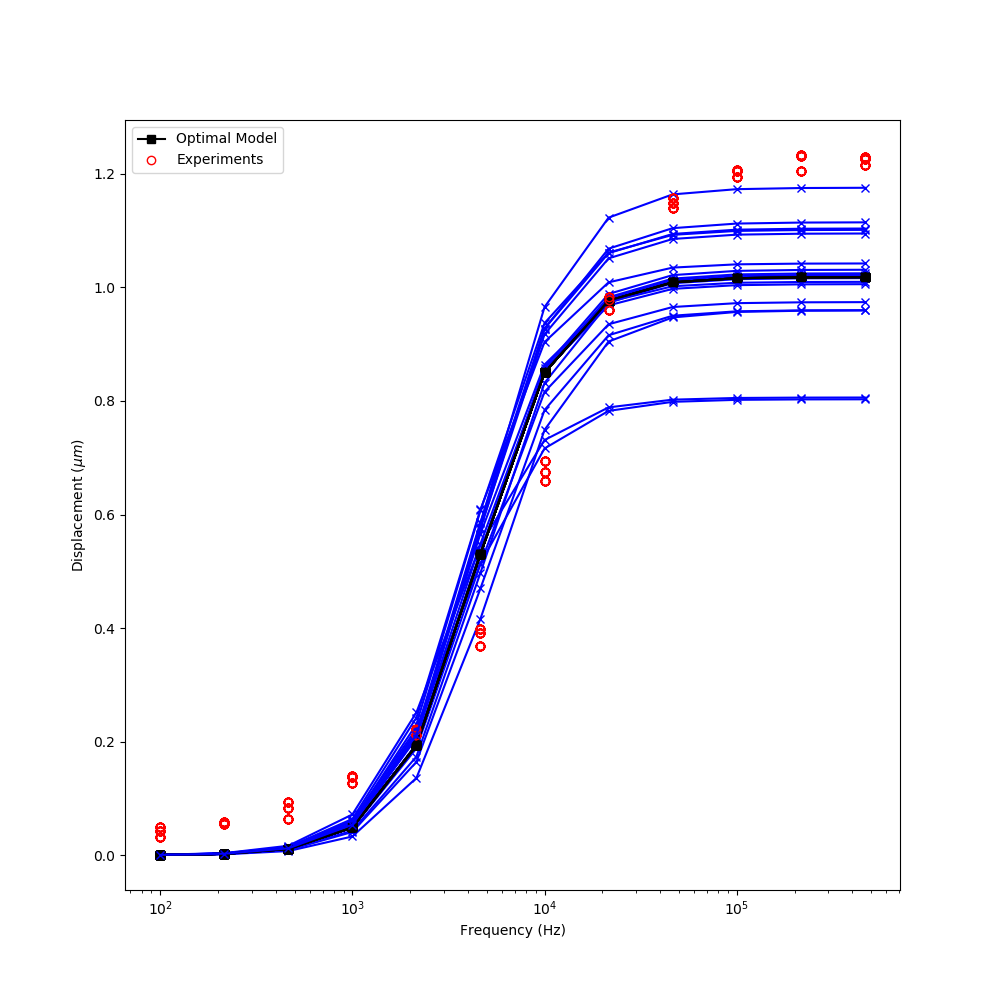 Optimal Model
Experiments
1.2
1.0
0.8
0.6
0.4
0.2
0.0
Displacement (μm)
10² 10³ 10⁴ 10⁵
Frequency (Hz)